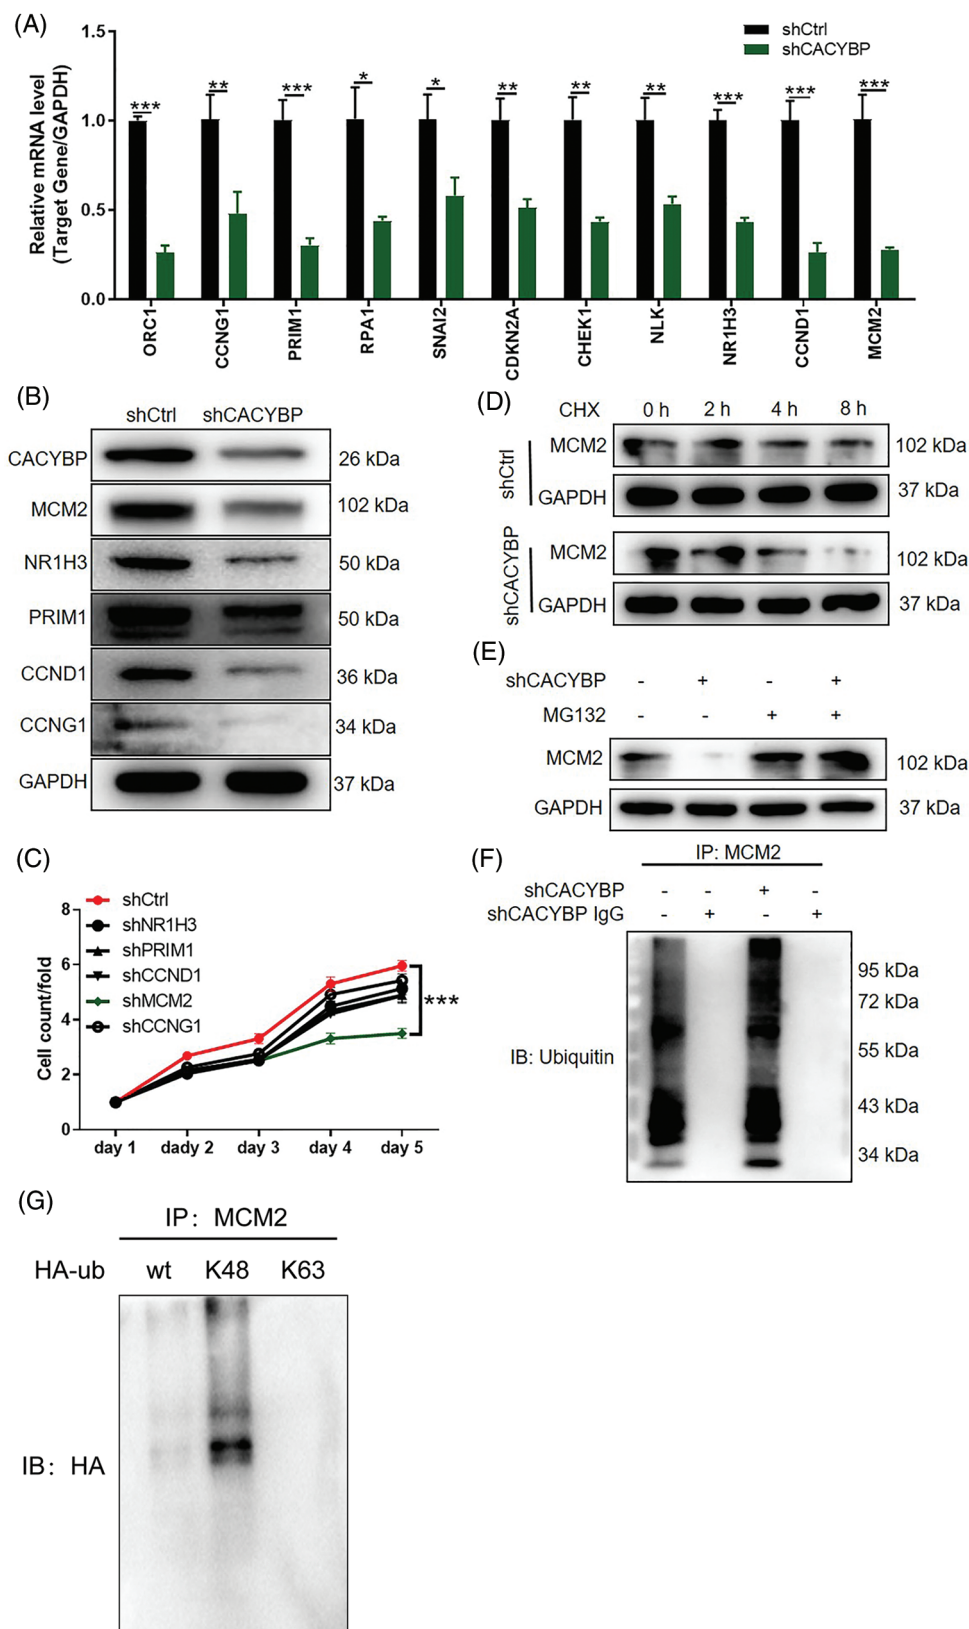 (A)
1.5
1.0
0.5
0.0
Relative mRNA level
(Target Gene/GAPDH)
shCtrl
shCACYBP
*** ** *** * * ** ** ** *** *** ***
ORC1 CCNG1 PRIM1 RPA1 SNAI2 CDKN2A CHEK1 NLK NR1H3 CCND1 MCM2
(B)
shCtrl shCACYBP
CACYBP 26 kDa
MCM2 102 kDa
NR1H3 50 kDa
PRIM1 50 kDa
CCND1 36 kDa
CCNG1 34 kDa
GAPDH 37 kDa
(C)
shCtrl
shNR1H3
shPRIM1
shCCND1
shMCM2
shCCNG1
***
8
6
4
2
0
Cell count/fold
day 1 dady 2 day 3 day 4 day 5
(D)
CHX 0 h 2 h 4 h 8 h
shCtrl
MCM2 102 kDa
GAPDH 37 kDa
shCACYBP
MCM2 102 kDa
GAPDH 37 kDa
(E)
shCACYBP - + - +
MG132 - - + +
MCM2 102 kDa
GAPDH 37 kDa
(F)
IP: MCM2
shCACYBP - - + -
shCACYBP IgG - + - +
95 kDa
72 kDa
55 kDa
43 kDa
34 kDa
IB: Ubiquitin
(G)
IP: MCM2
HA-ub wt K48 K63
IB: HA